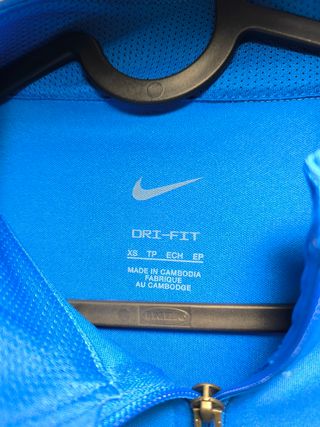 DRI-FIT
XS TP ECH EP
MADE IN CAMBODIA
FABRIQUE
AU CAMBODGE